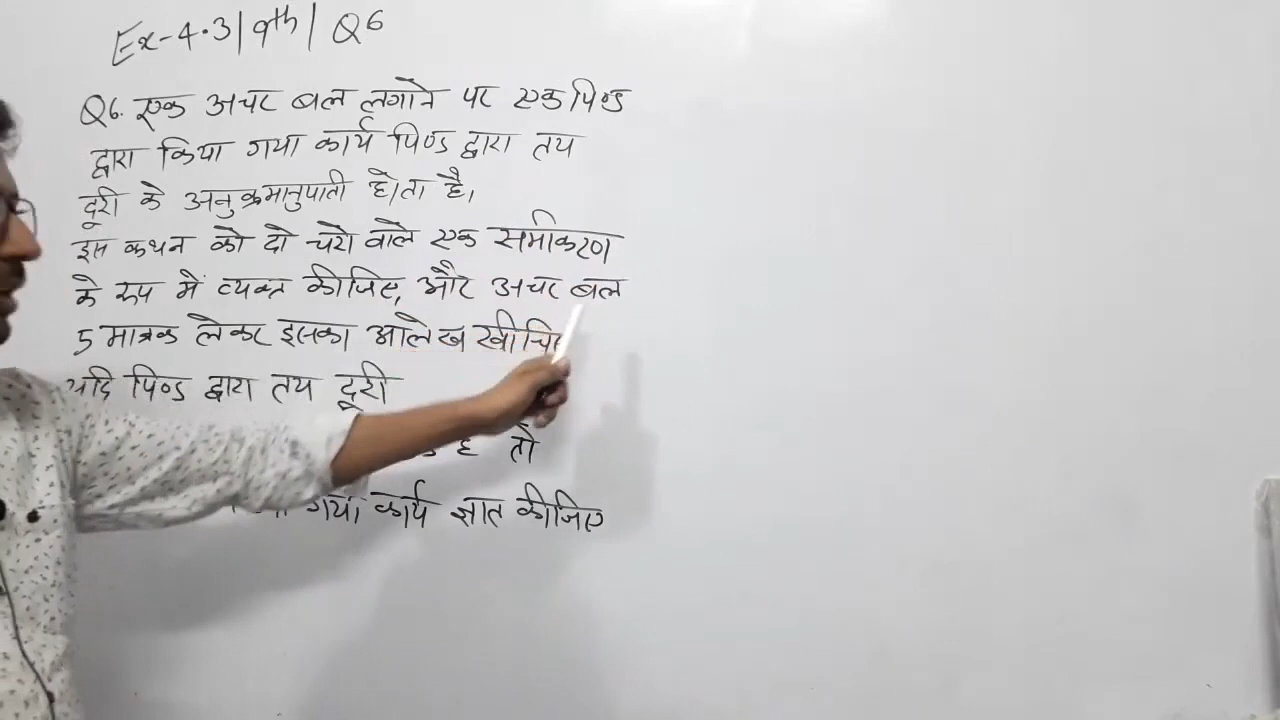 Ex-4.3|9th| Q6
Q6. एक अचर बल लगाने पर एक पिण्ड
द्वारा किया गया कार्य पिण्ड द्वारा तय
दूरी के अनुक्रमानुपाती होता है।
इस कथन को दो चरो वाले एक समीकरण
के रूप में व्यक्त कीजिए, और अचर बल
5 मात्रक लेकर इसका आलेख
यदि पिण्ड द्वारा तय दूरी
तो
गया कार्य ज्ञात कीजिए